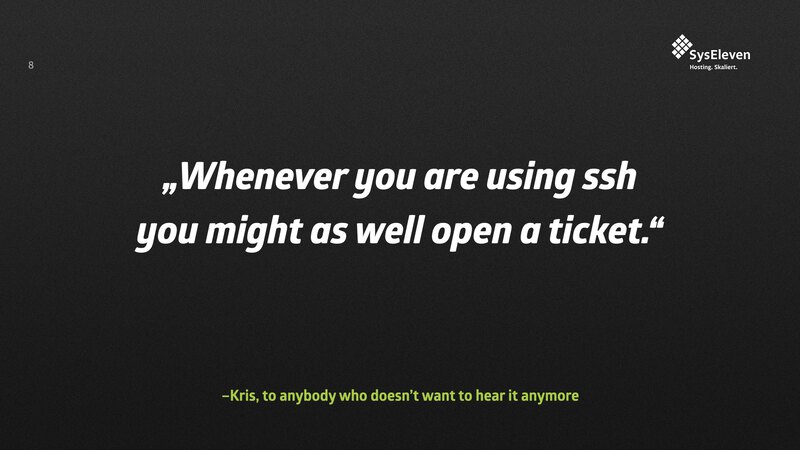 8
SysEleven
Hosting. Skaliert.
„Whenever you are using ssh
you might as well open a ticket.“
–Kris, to anybody who doesn’t want to hear it anymore